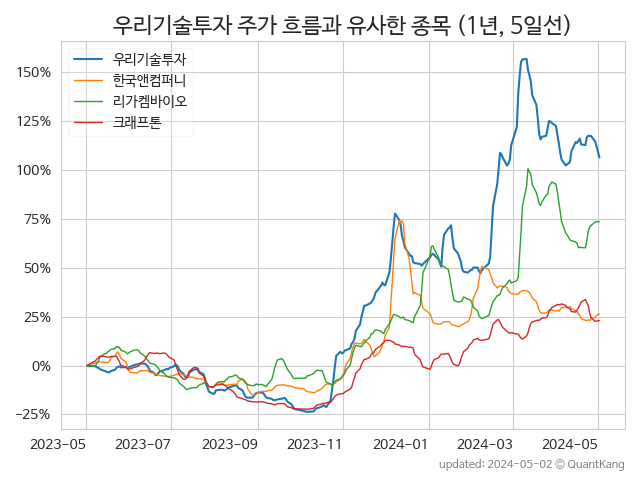 우리기술투자 주가 흐름과 유사한 종목 (1년, 5일선)
우리기술투자
한국앤컴퍼니
리가켐바이오
크래프톤
150%
125%
100%
75%
50%
25%
0%
−25%
2023-05 2023-07 2023-09 2023-11 2024-01 2024-03 2024-05
updated: 2024-05-02 © QuantKang